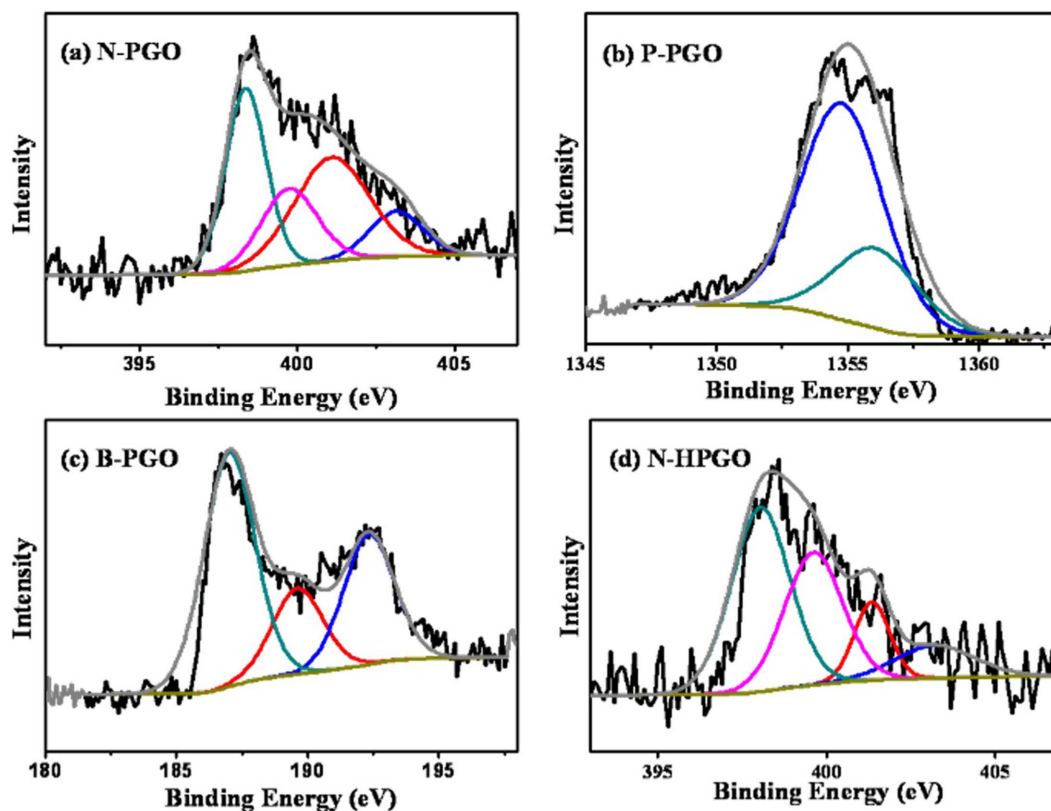 (a) N-PGO
Intensity
395 400 405
Binding Energy (eV)
(b) P-PGO
Intensity
1345 1350 1355 1360
Binding Energy (eV)
(c) B-PGO
Intensity
180 185 190 195
Binding Energy (eV)
(d) N-HPGO
Intensity
395 400 405
Binding Energy (eV)